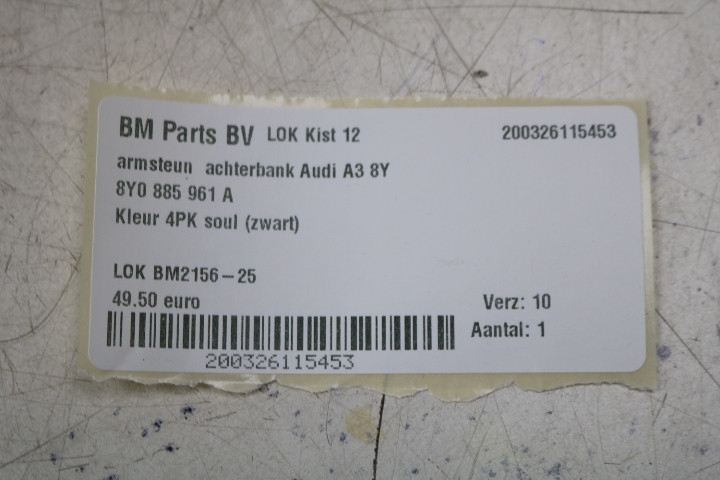 BM Parts BV LOK Kist 12 200326115453
armsteun achterbank Audi A3 8Y
8Y0 885 961 A
Kleur 4PK soul (zwart)
LOK BM2156-25
49.50 euro Verz: 10
Aantal: 1
200326115453